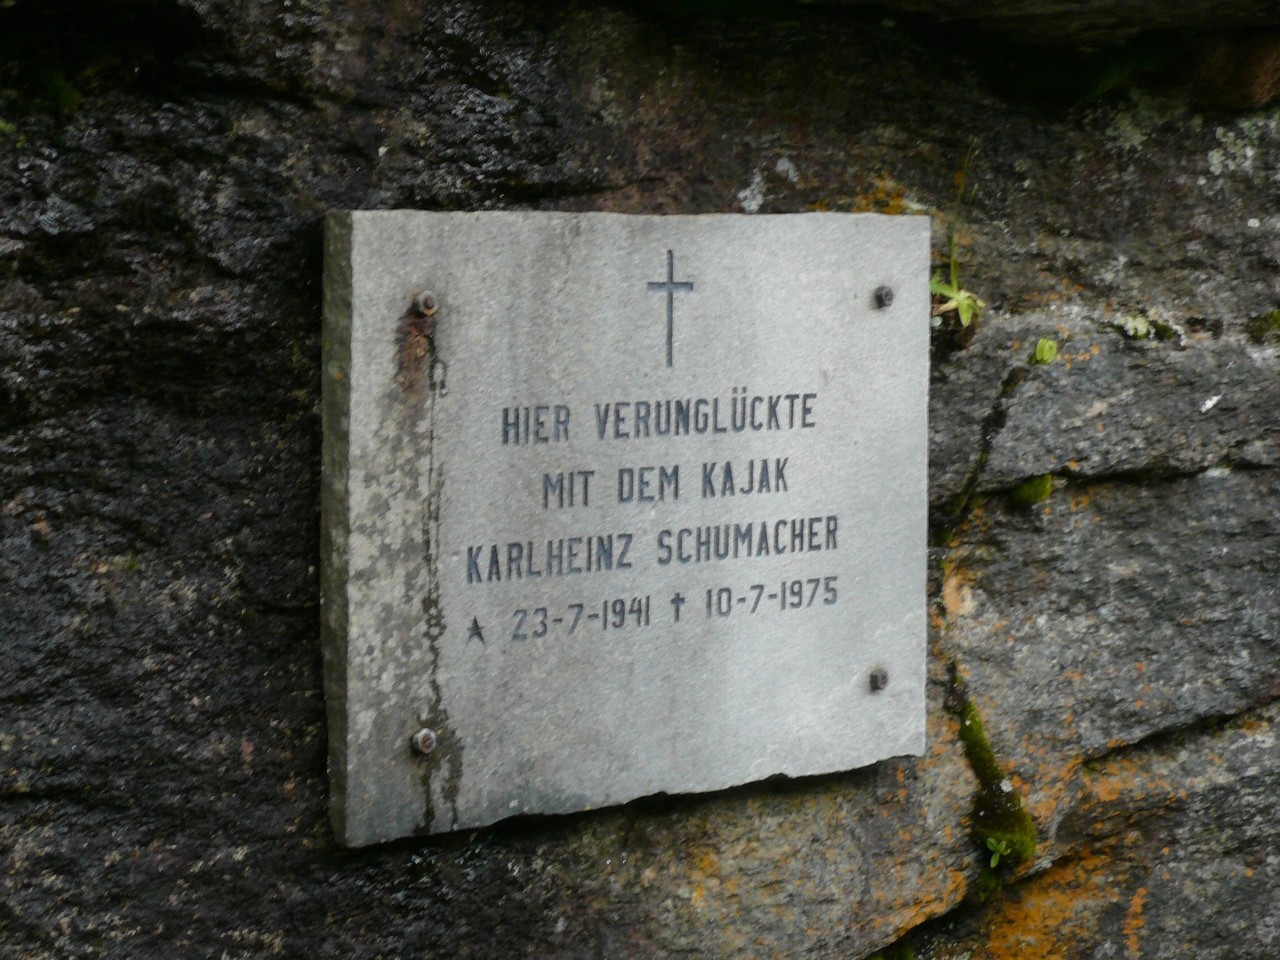 HIER VERUNGLÜCKTE
MIT DEM KAJAK
KARLHEINZ SCHUMACHER
★ 23-7-1941 ✝ 10-7-1975